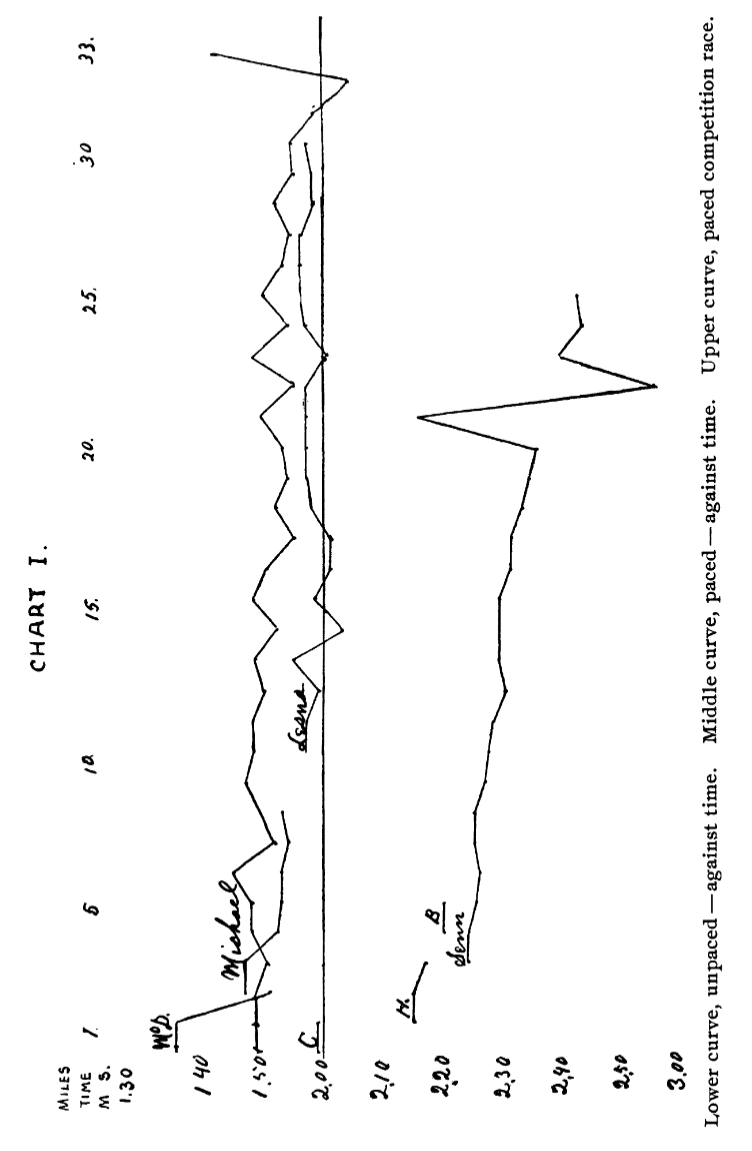 CHART I.
MILES 1. 5 10. 15. 20. 25. 30 33.
TIME
M S.
1.30
McD.
1 40
Michael
1.50
Lesna
C
2.00
2.10
H.
B
2.20
Senn
2.30
2.40
2.50
3.00
Lower curve, unpaced—against time. Middle curve, paced—against time. Upper curve, paced competition race.